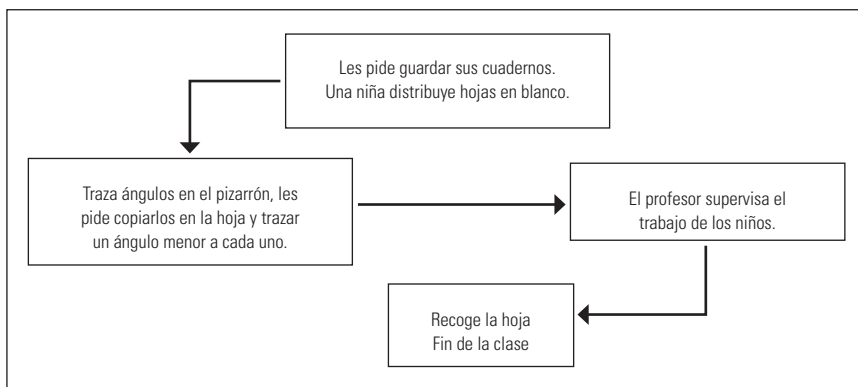 Les pide guardar sus cuadernos.
Una niña distribuye hojas en blanco.
Traza ángulos en el pizarrón, les
pide copiarlos en la hoja y trazar
un ángulo menor a cada uno.
El profesor supervisa el
trabajo de los niños.
Recoge la hoja
Fin de la clase